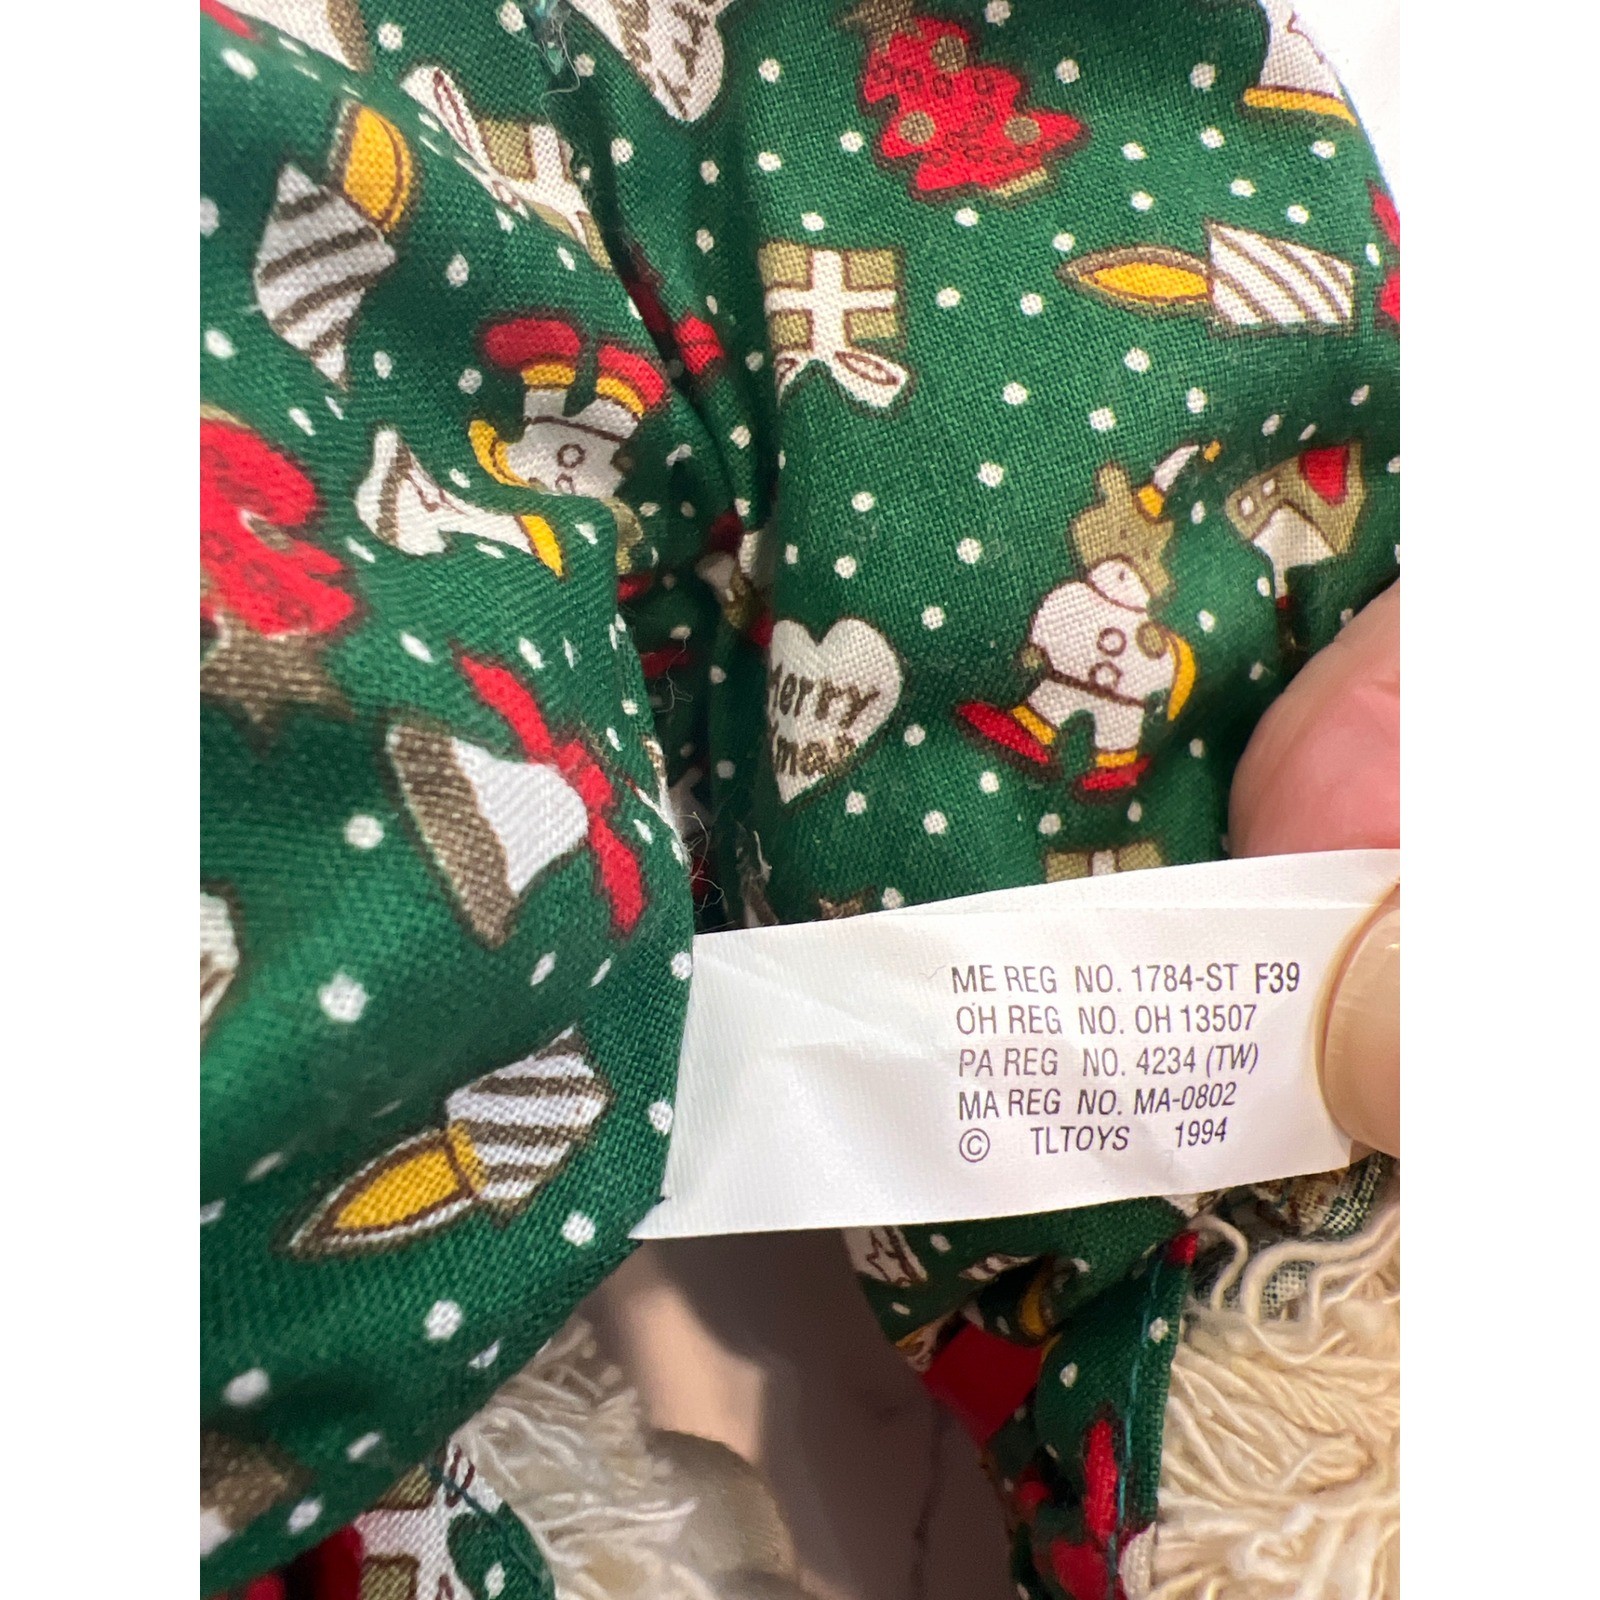 Merry
ME REG NO. 1784-ST F39
OH REG NO. OH 13507
PA REG NO. 4234 (TW)
MA REG NO. MA-0802
© TLTOYS 1994